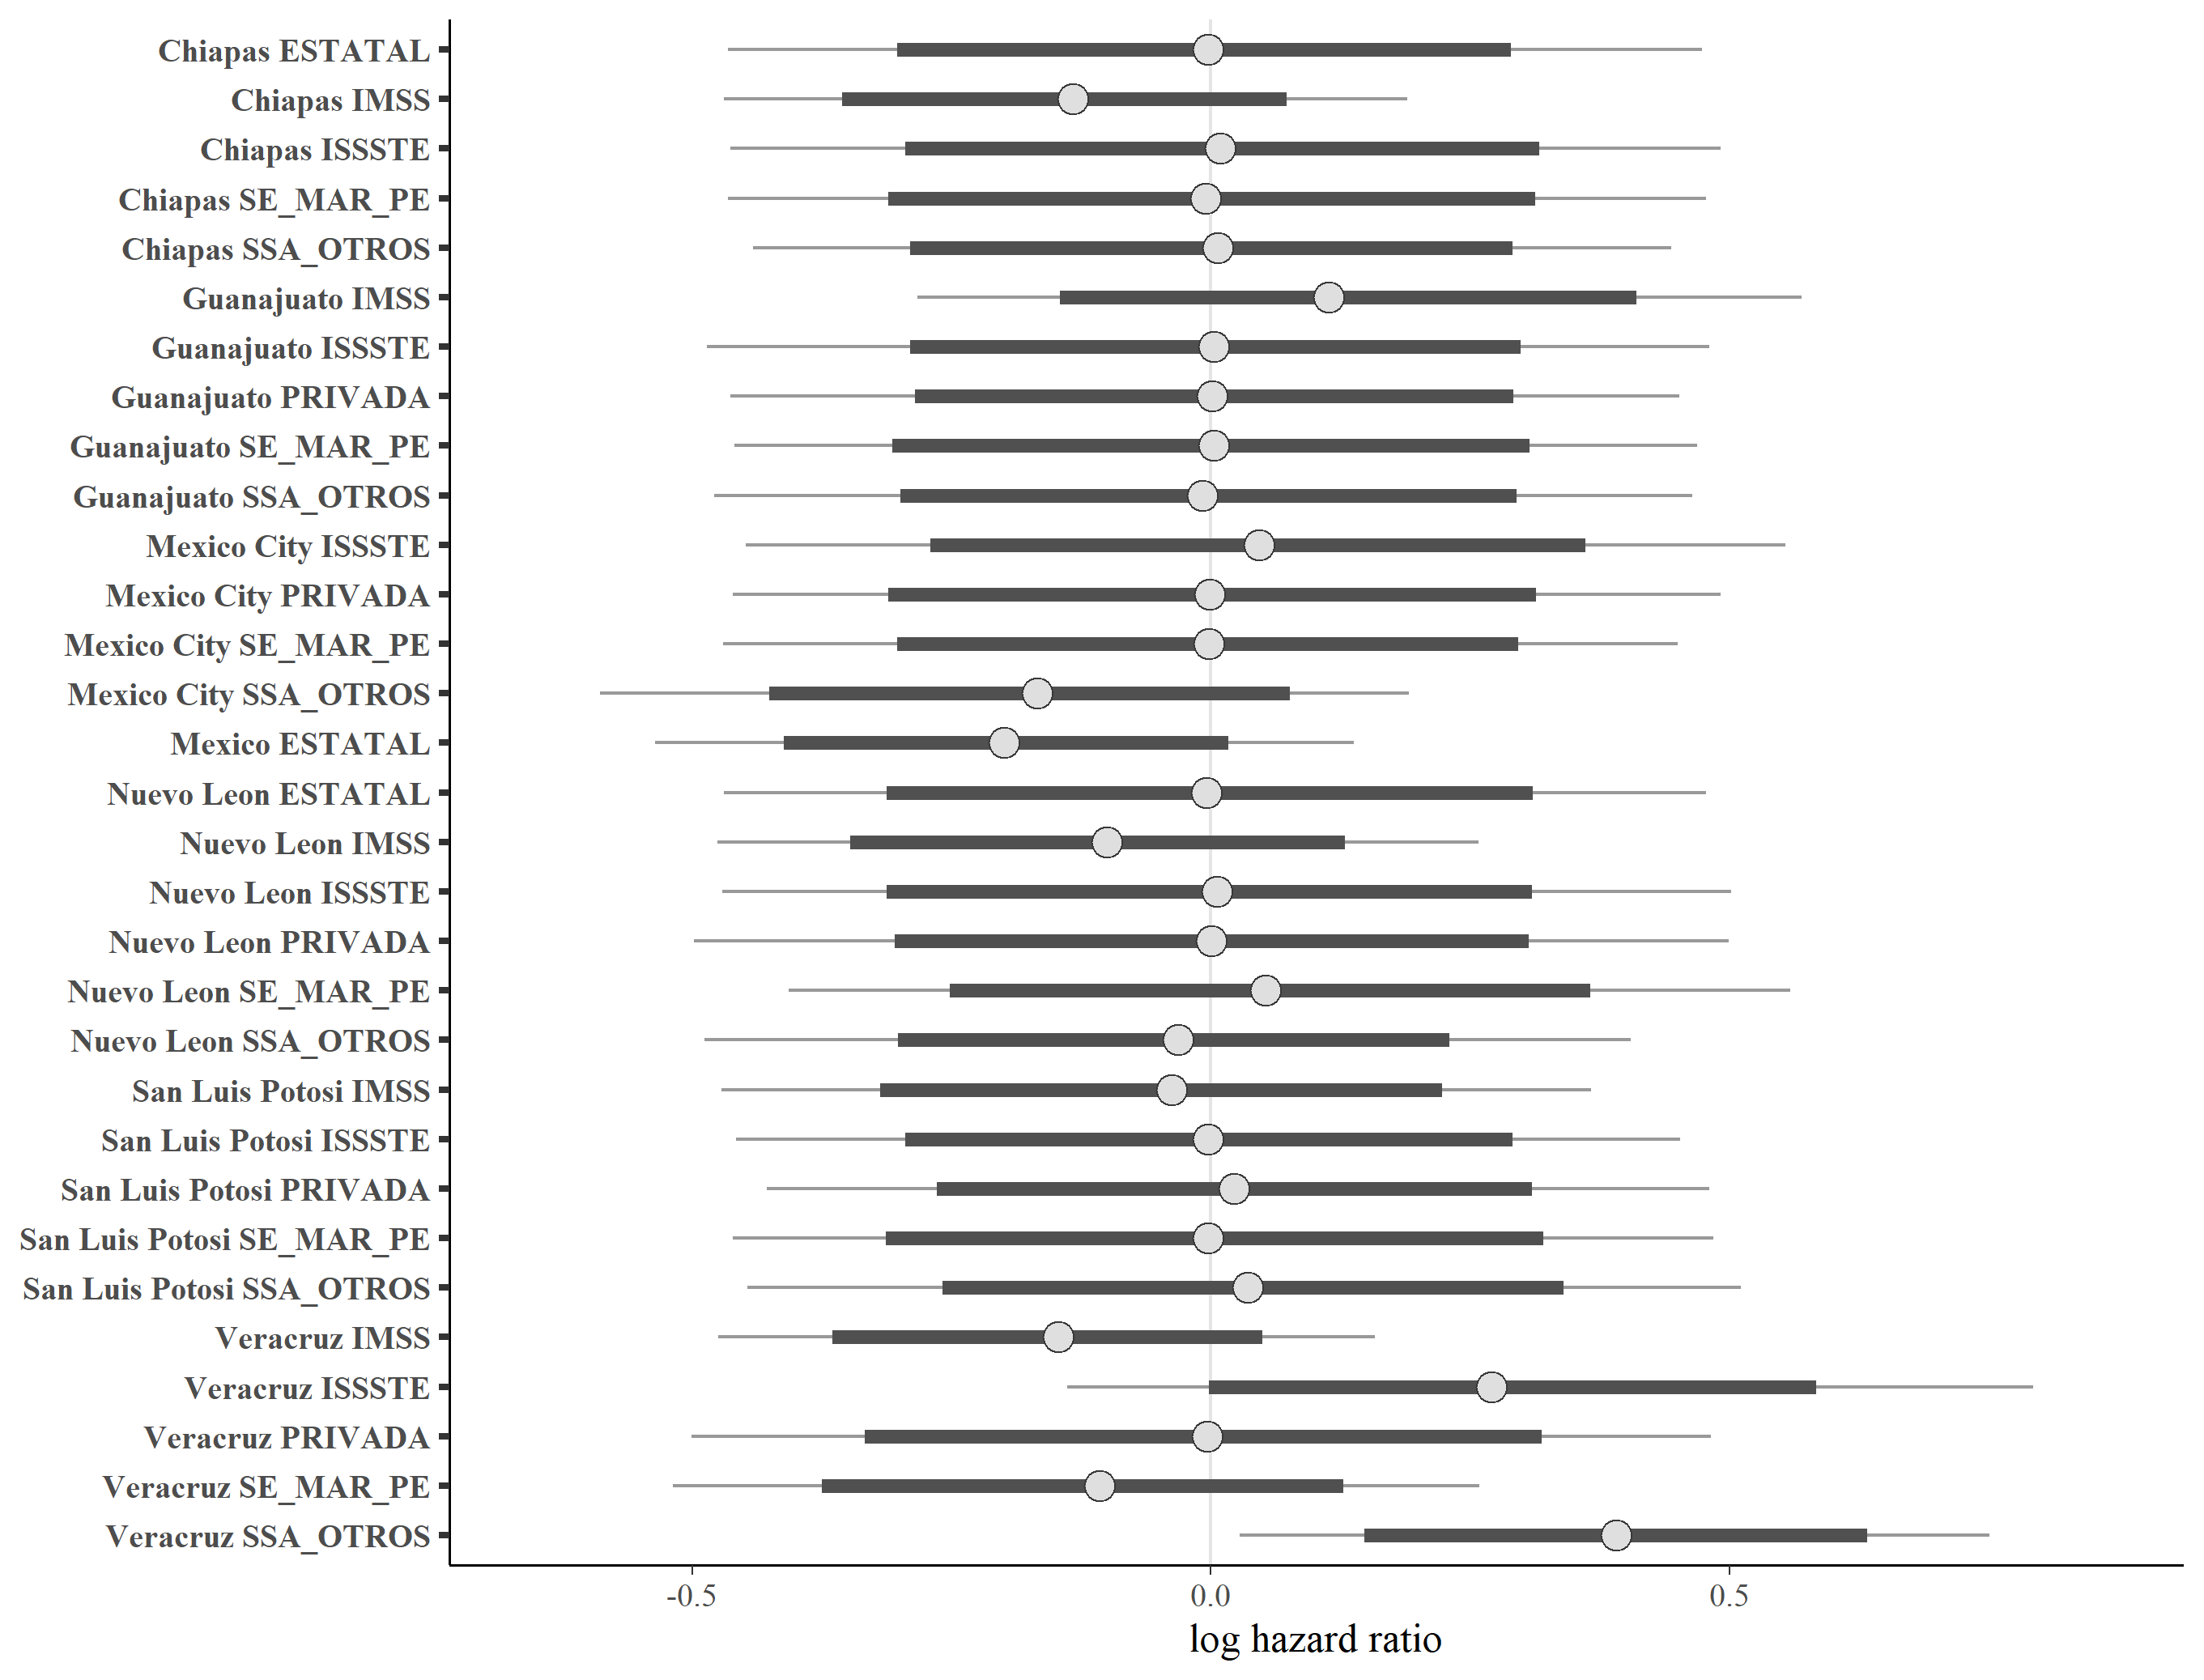 Chiapas ESTATAL
Chiapas IMSS
Chiapas ISSSTE
Chiapas SE_MAR_PE
Chiapas SSA_OTROS
Guanajuato IMSS
Guanajuato ISSSTE
Guanajuato PRIVADA
Guanajuato SE_MAR_PE
Guanajuato SSA_OTROS
Mexico City ISSSTE
Mexico City PRIVADA
Mexico City SE_MAR_PE
Mexico City SSA_OTROS
Mexico ESTATAL
Nuevo Leon ESTATAL
Nuevo Leon IMSS
Nuevo Leon ISSSTE
Nuevo Leon PRIVADA
Nuevo Leon SE_MAR_PE
Nuevo Leon SSA_OTROS
San Luis Potosi IMSS
San Luis Potosi ISSSTE
San Luis Potosi PRIVADA
San Luis Potosi SE_MAR_PE
San Luis Potosi SSA_OTROS
Veracruz IMSS
Veracruz ISSSTE
Veracruz PRIVADA
Veracruz SE_MAR_PE
Veracruz SSA_OTROS
-0.5 0.0 0.5
log hazard ratio